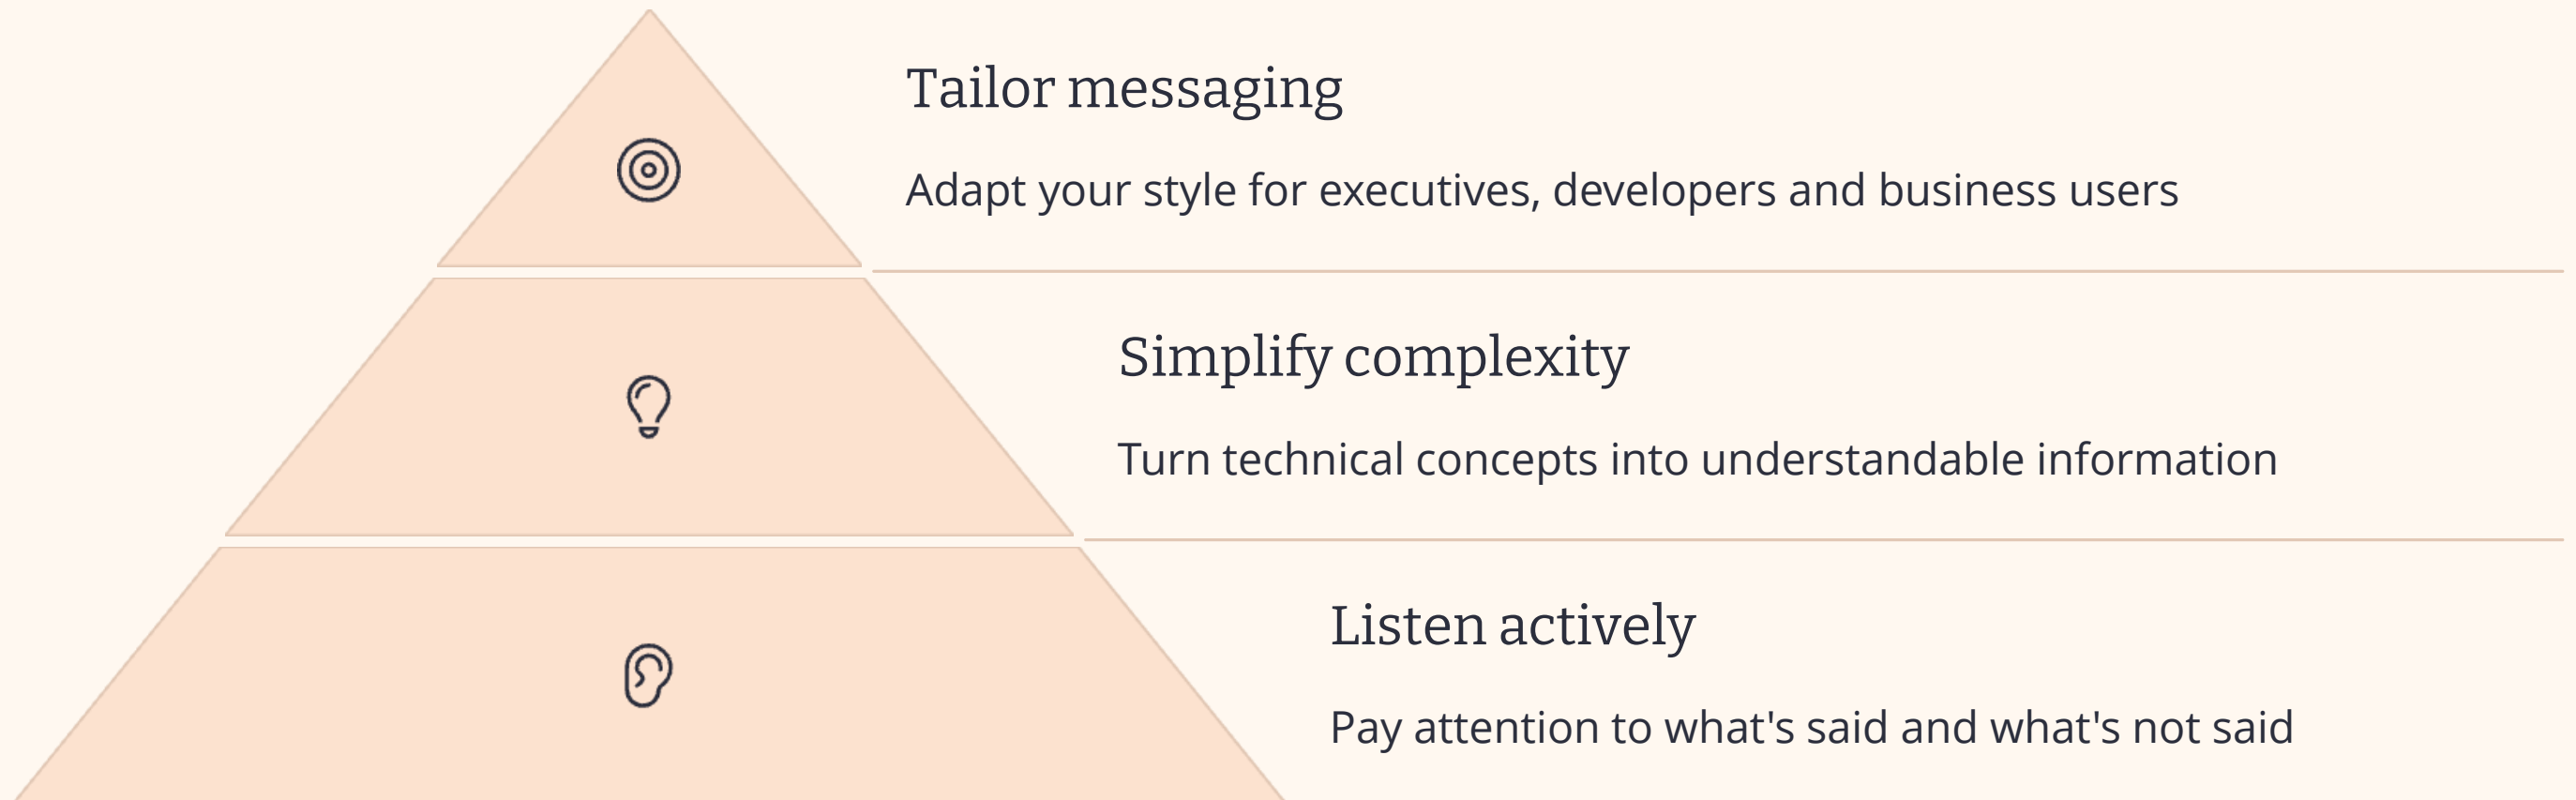 Tailor messaging
Adapt your style for executives, developers and business users
Simplify complexity
Turn technical concepts into understandable information
Listen actively
Pay attention to what's said and what's not said